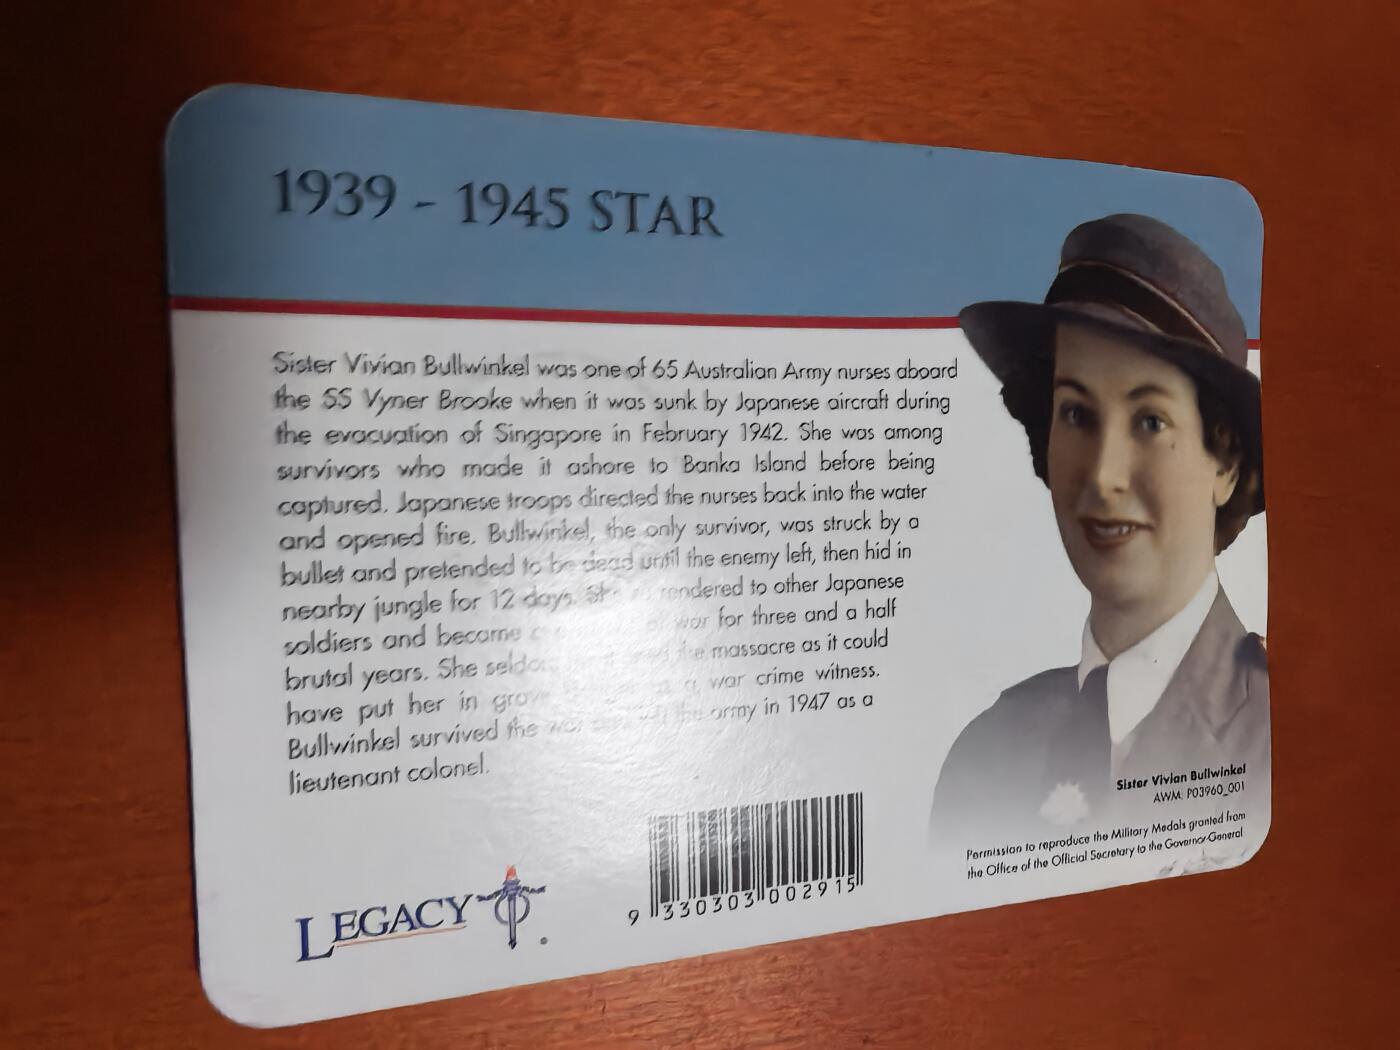 1939 - 1945 STAR
Sister Vivian Bullwinkel was one of 65 Australian Army nurses aboard
the SS Vyner Brooke when it was sunk by Japanese aircraft during
the evacuation of Singapore in February 1942. She was among
survivors who made it ashore to Banka Island before being
captured. Japanese troops directed the nurses back into the water
and opened fire. Bullwinkel, the only survivor, was struck by a
bullet and pretended to be dead until the enemy left, then hid in
nearby jungle for 12 days. She surrendered to other Japanese
soldiers and became of war for three and a half
brutal years. She the massacre as it could
have put her in a war crime witness.
Bullwinkel survived the the army in 1947 as a
lieutenant colonel.
Sister Vivian Bullwinkel
AWM: P03960_001
Permission to reproduce the Military Medals granted from
the Office of the Official Secretary to the Governor-General
LEGACY
9 330303 002915